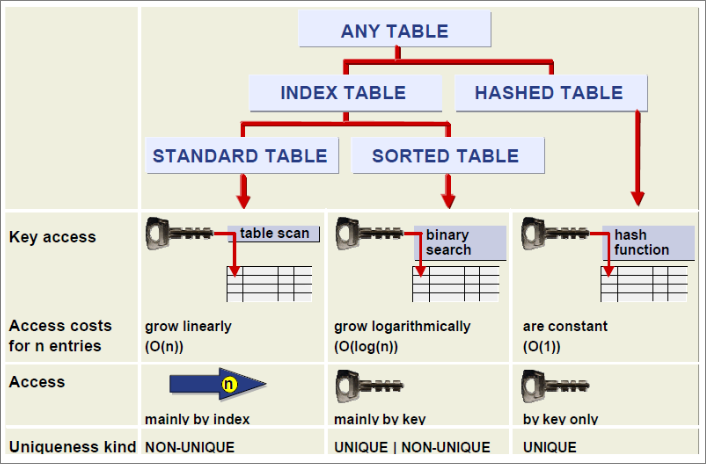 ANY TABLE
INDEX TABLE
HASHED TABLE
STANDARD TABLE
SORTED TABLE
Key access
table scan
binary
search
hash
function
Access costs
for n entries
grow linearly
(O(n))
grow logarithmically
(O(log(n))
are constant
(O(1))
Access
n
mainly by index
mainly by key
by key only
Uniqueness kind
NON-UNIQUE
UNIQUE | NON-UNIQUE
UNIQUE